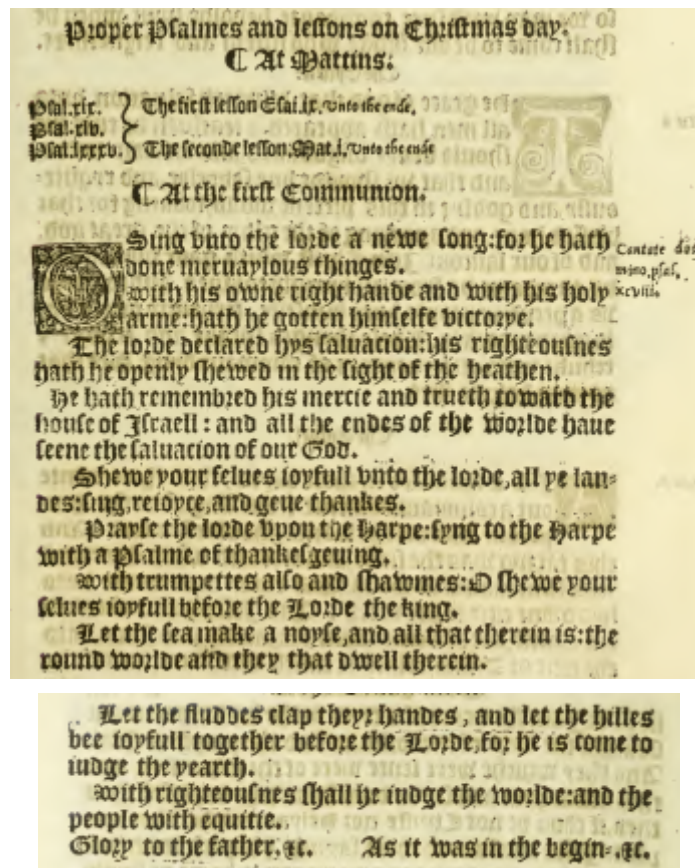 Proper Psalmes and lessons on Christmas day.
¶ At Mattins.
Psal.xix. } The first lesson Esai.ix. vnto the ende.
Psal.xlv.
Psal.lxxxv. } The seconde lesson. Mat.i. vnto the ende
¶ At the first Communion.
O Sing vnto the lorde a newe song: for he hath Cantate do-
done meruaylous thinges. mino, psal.
With his owne right hande and with his holy xcviii.
arme: hath he gotten himselfe victorye.
The lorde declared hys saluacion: his righteousnes
hath he openly shewed in the sight of the heathen.
He hath remembred his mercie and trueth toward the
house of Israell: and all the endes of the worlde haue
seene the saluacion of our God.
Shewe your selues ioyfull vnto the lorde, all ye lan-
des: sing, reioyce, and geue thankes.
Prayse the lorde vpon the Harpe: syng to the Harpe
with a Psalme of thankesgeuing.
With trumpettes also and shawmes: O shewe your
selues ioyfull before the Lorde the king.
Let the sea make a noyse, and all that therein is: the
round worlde and they that dwell therein.
Let the fluddes clap theyr handes, and let the hilles
bee ioyfull together before the Lorde, for he is come to
iudge the yearth.
With righteousnes shall he iudge the worlde: and the
people with equitie.
Glory to the father. &c. As it was in the begin-. &c.